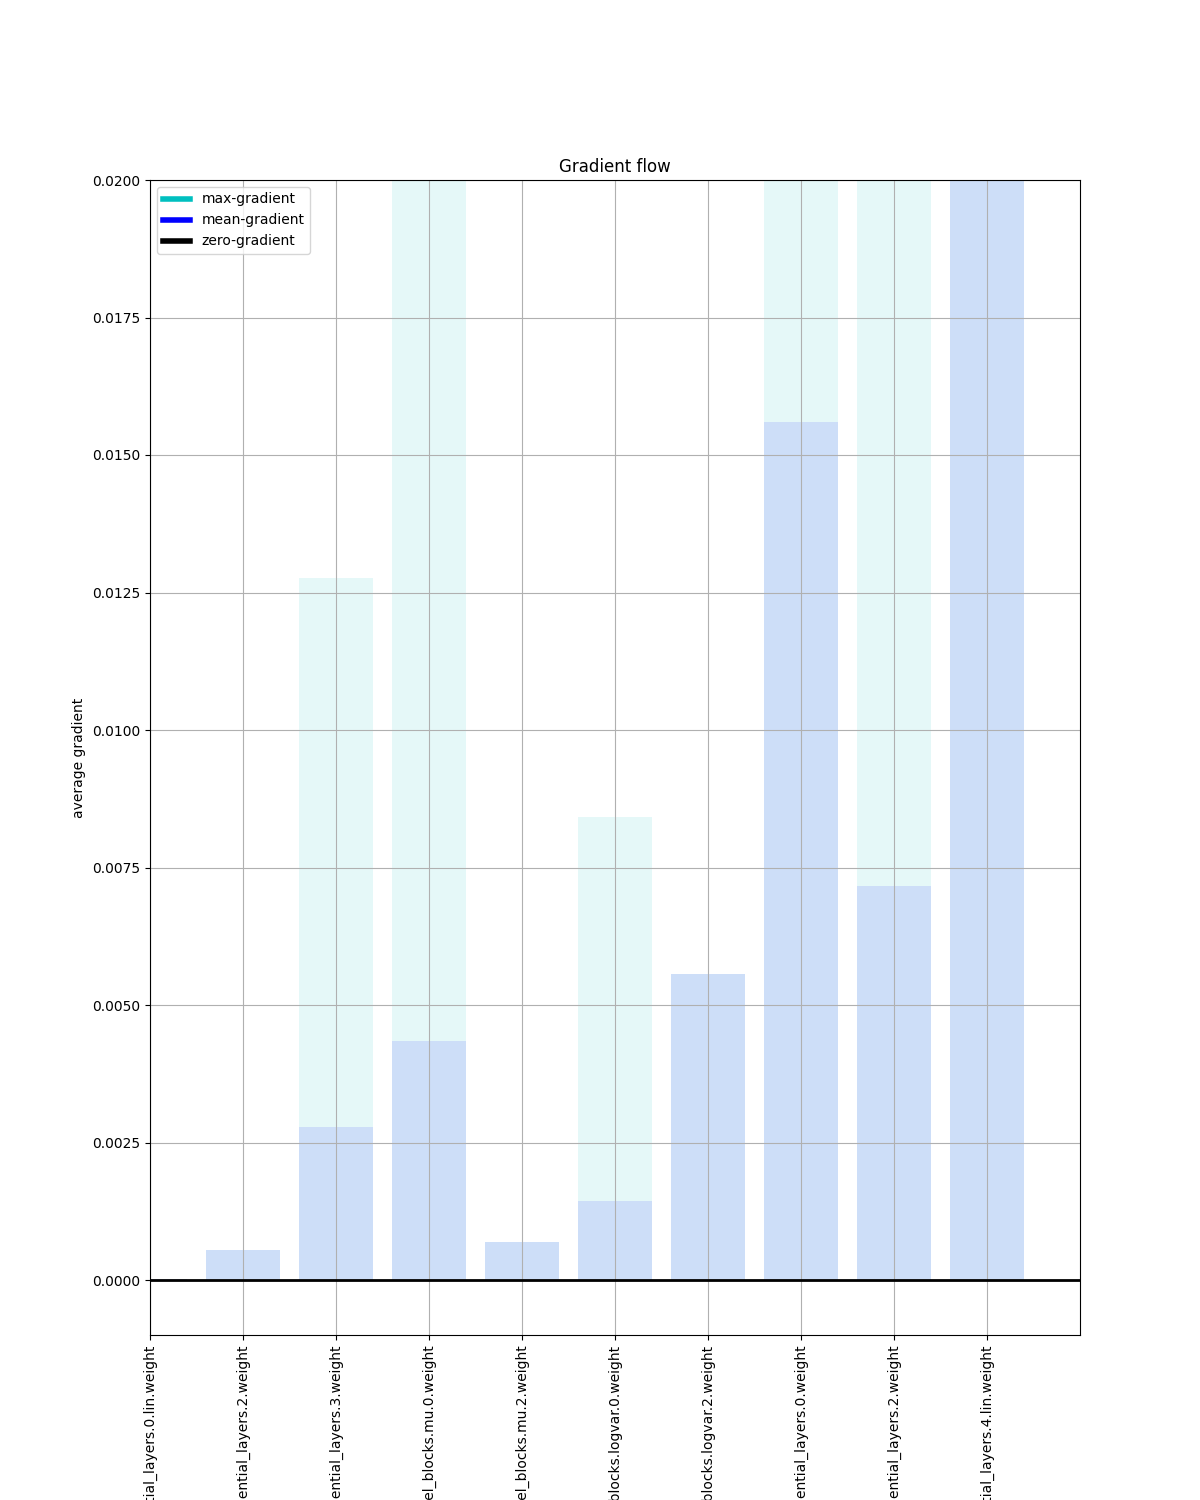 Gradient flow
max-gradient
mean-gradient
zero-gradient
0.0200
0.0175
0.0150
0.0125
0.0100
0.0075
0.0050
0.0025
0.0000
average gradient
tial_layers.0.lin.weight
ential_layers.2.weight
ential_layers.3.weight
el_blocks.mu.0.weight
el_blocks.mu.2.weight
blocks.logvar.0.weight
blocks.logvar.2.weight
ential_layers.0.weight
ential_layers.2.weight
tial_layers.4.lin.weight